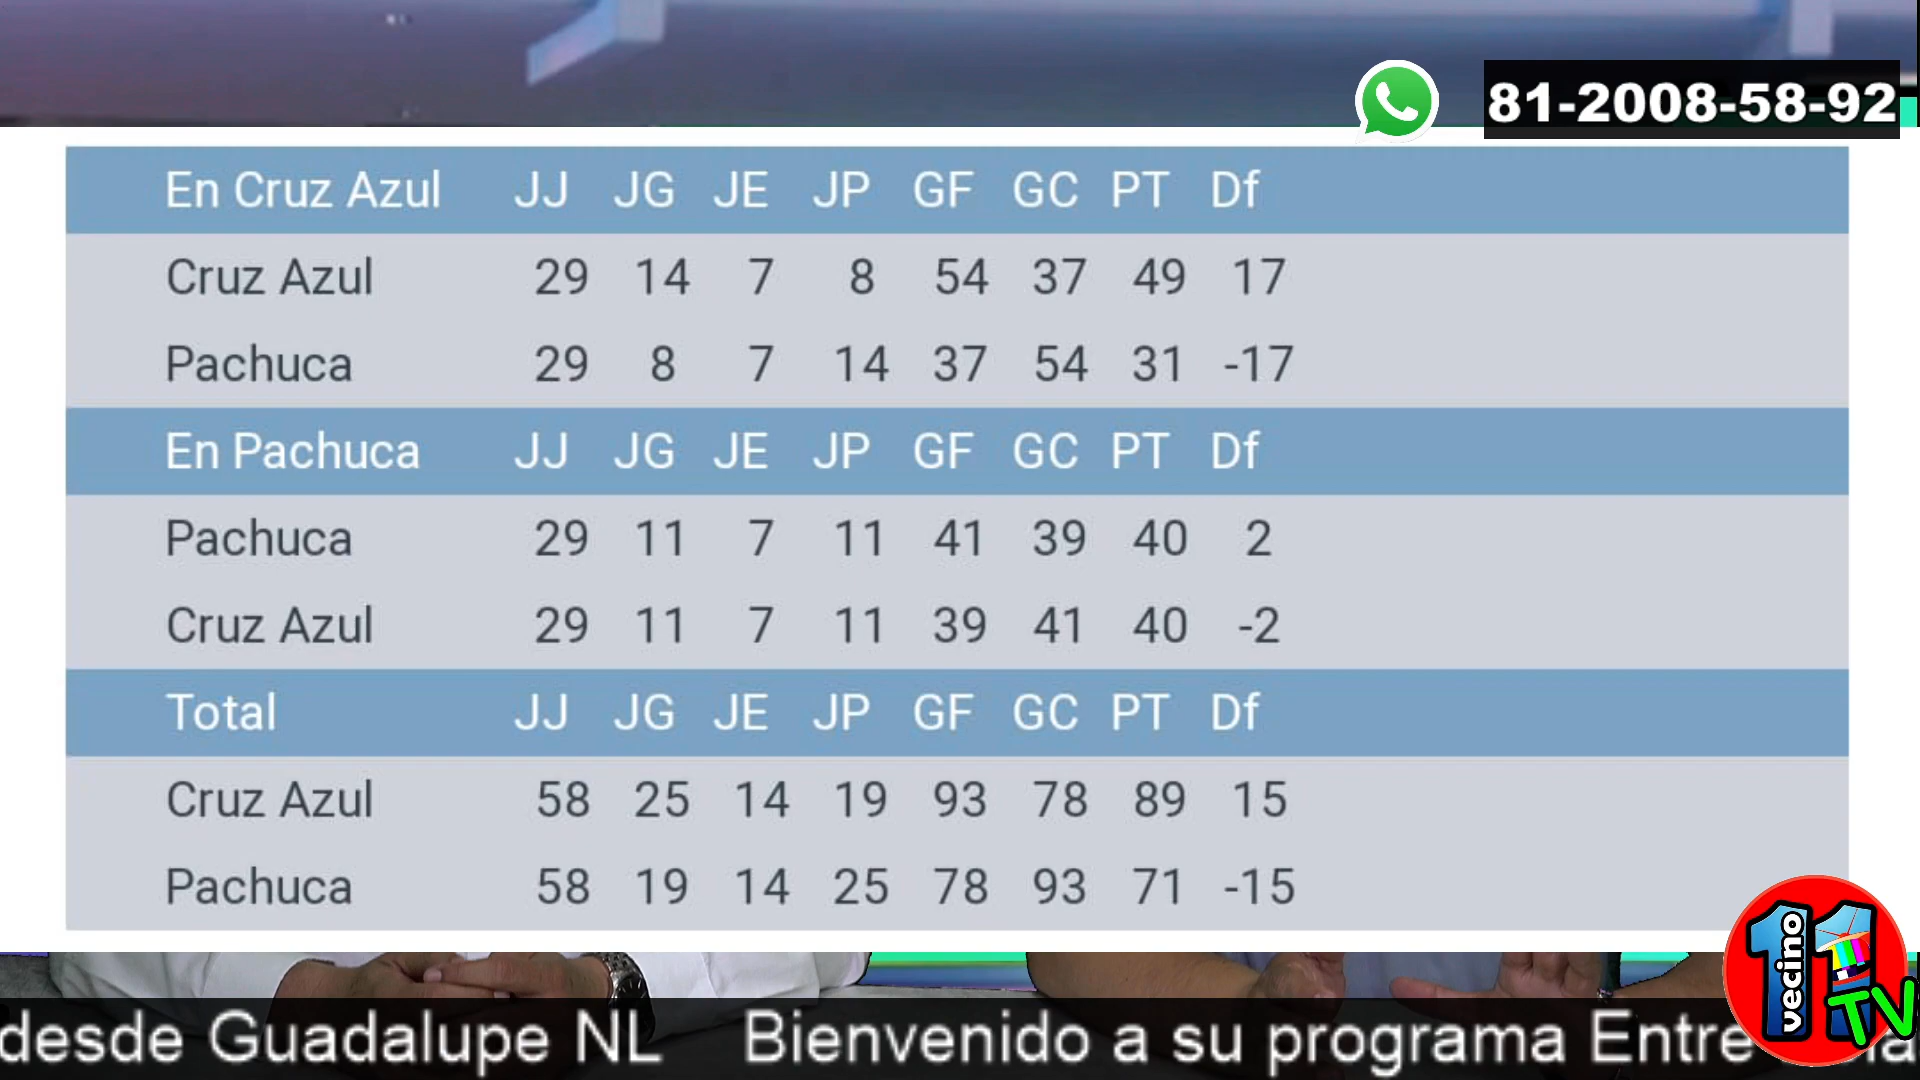 81-2008-58-92
En Cruz Azul JJ JG JE JP GF GC PT Df
Cruz Azul 29 14 7 8 54 37 49 17
Pachuca 29 8 7 14 37 54 31 -17
En Pachuca JJ JG JE JP GF GC PT Df
Pachuca 29 11 7 11 41 39 40 2
Cruz Azul 29 11 7 11 39 41 40 -2
Total JJ JG JE JP GF GC PT Df
Cruz Azul 58 25 14 19 93 78 89 15
Pachuca 58 19 14 25 78 93 71 -15
11 vecino TV
desde Guadalupe NL Bienvenido a su programa Entre